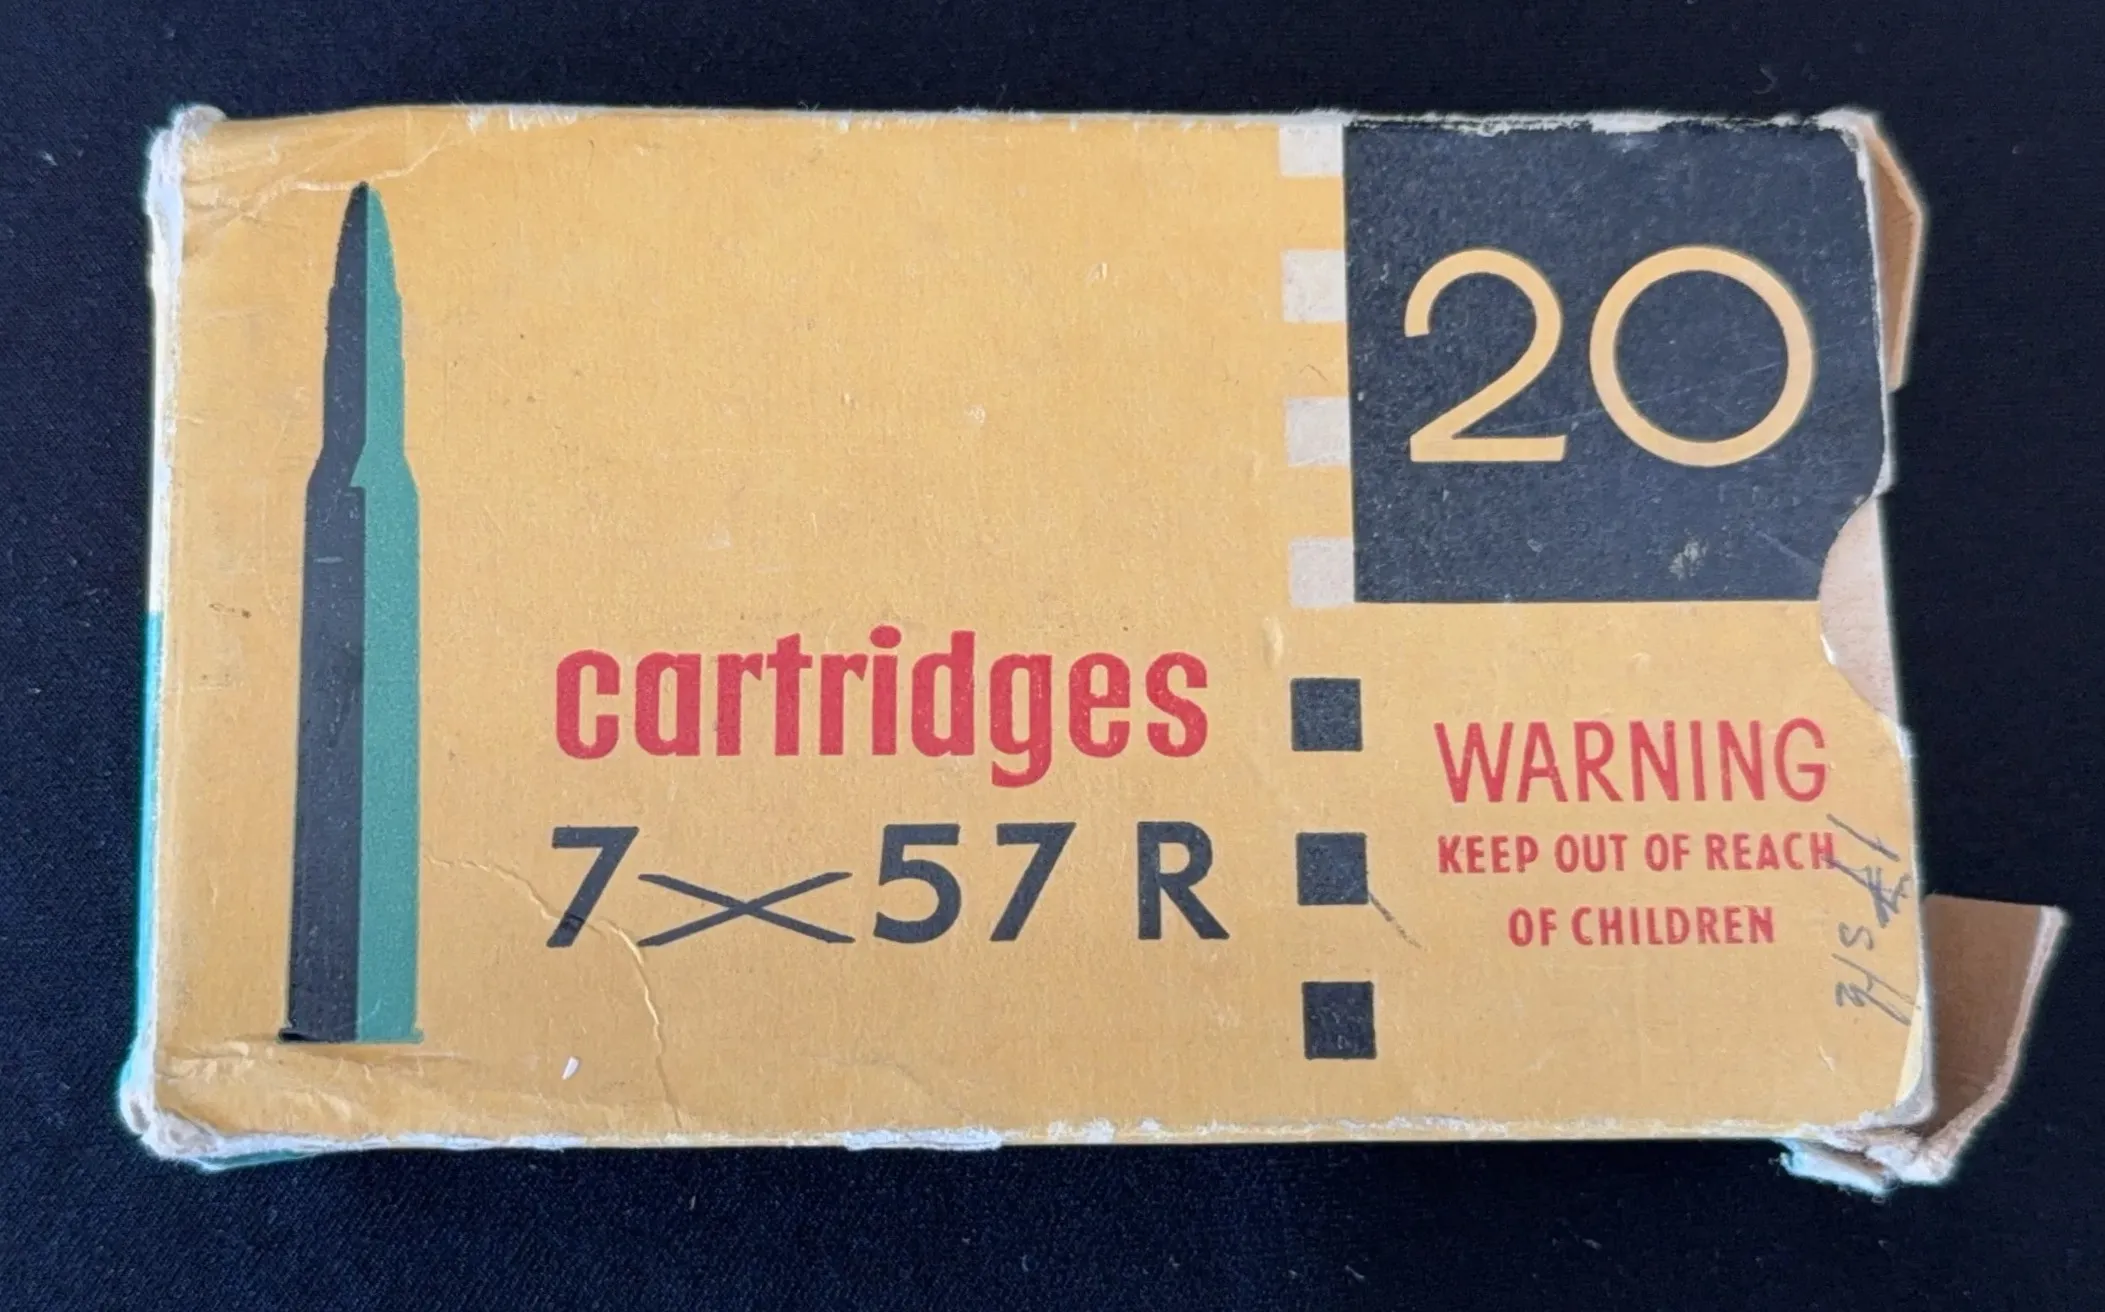 20
cartridges
7×57 R
WARNING
KEEP OUT OF REACH
OF CHILDREN